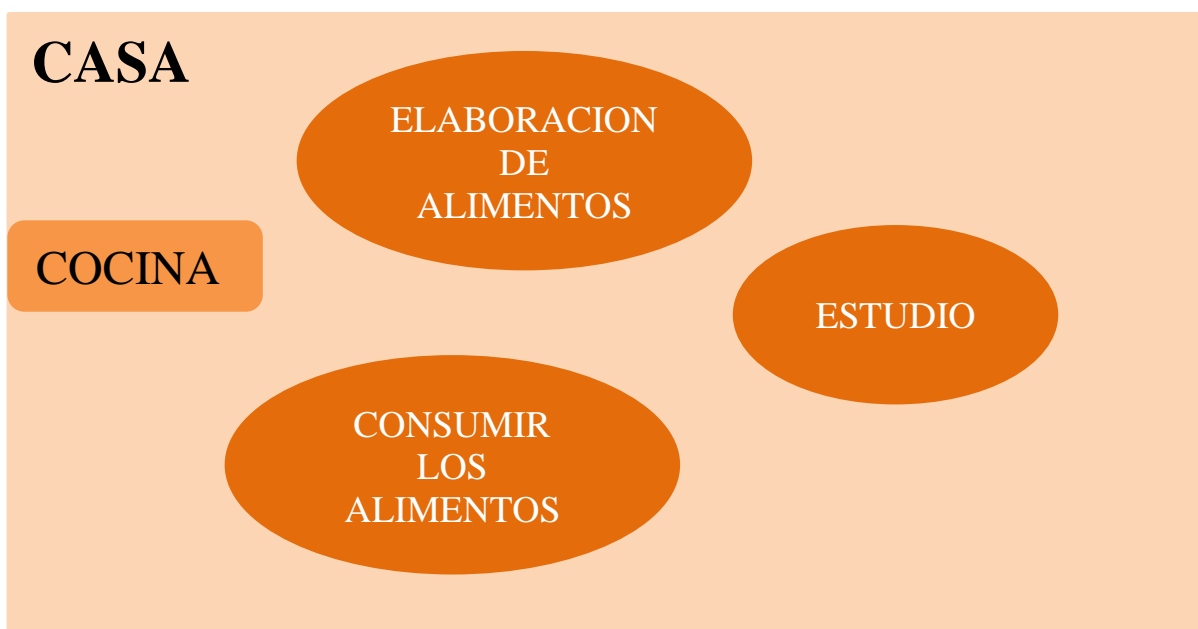 CASA
ELABORACION
DE
ALIMENTOS
COCINA
ESTUDIO
CONSUMIR
LOS
ALIMENTOS